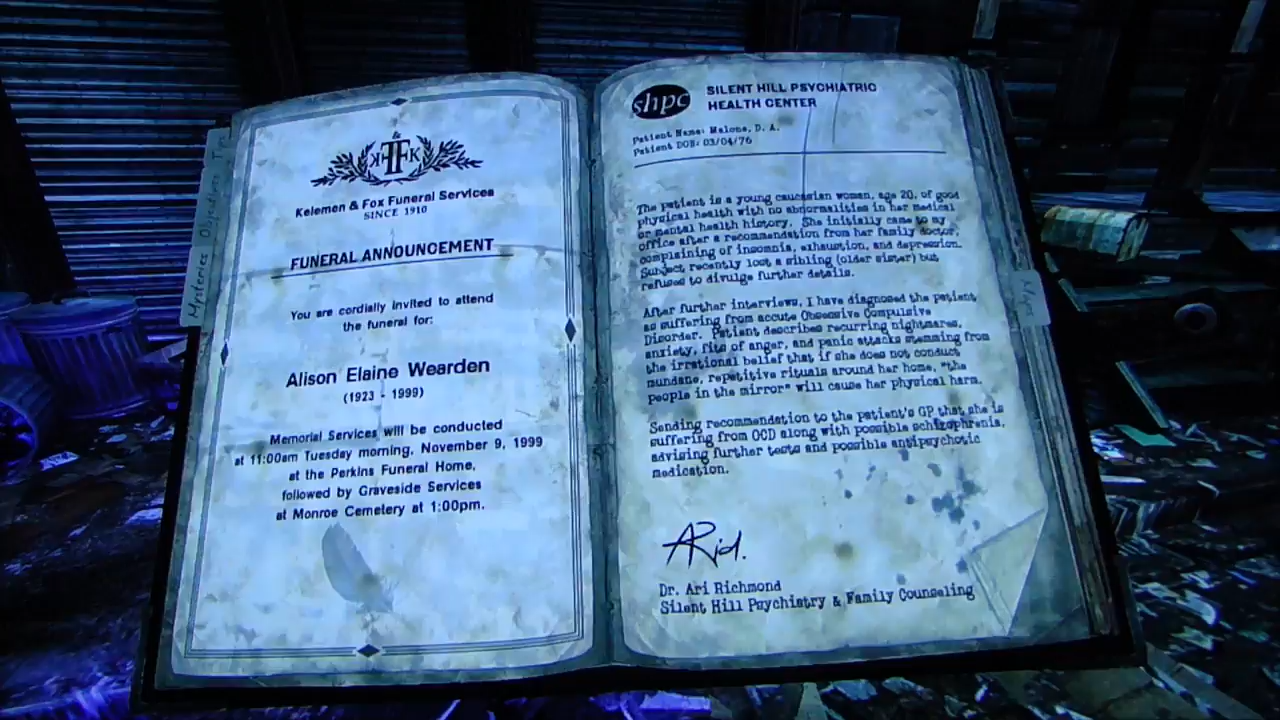 Mysteries
Objectives
&
K F K
Kelemen & Fox Funeral Services
SINCE 1910
FUNERAL ANNOUNCEMENT
You are cordially invited to attend
the funeral for:
Alison Elaine Wearden
(1923 - 1999)
Memorial Services will be conducted
at 11:00am Tuesday morning, November 9, 1999
at the Perkins Funeral Home,
followed by Graveside Services
at Monroe Cemetery at 1:00pm.
shpc
SILENT HILL PSYCHIATRIC
HEALTH CENTER
Patient Name: Malone, D. A.
Patient DOB: 03/04/76
The patient is a young caucasian woman, age 20, of good
physical health with no abnormalities in her medical
or mental health history. She initially came to my
office after a recommendation from her family doctor,
complaining of insomnia, exhaustion, and depression.
Subject recently lost a sibling (older sister) but
refused to divulge further details.
After further interviews, I have diagnosed the patient
as suffering from accute Obsessive Compulsive
Disorder. Patient describes recurring nightmares,
anxiety, fits of anger, and panic attacks stemming from
the irrational belief that if she does not conduct
mundane, repetitive rituals around her home, "the
people in the mirror" will cause her physical harm.
Sending recommendation to the patient's GP that she is
suffering from OCD along with possible schizophrenia,
advising further tests and possible antipsychotic
medication.
ARid.
Dr. Ari Richmond
Silent Hill Psychistry & Family Counseling